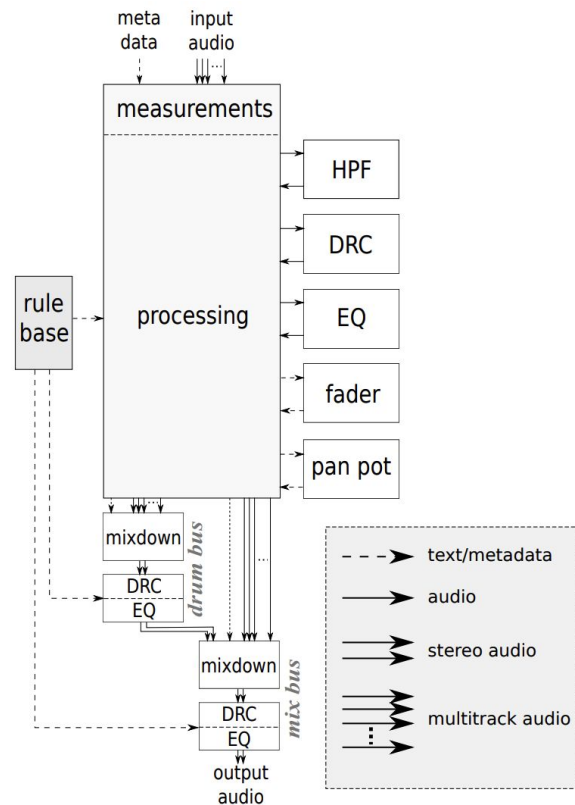 meta
data
input
audio
measurements
HPF
DRC
rule
base
processing
EQ
fader
pan pot
mixdown
drum bus
DRC
EQ
mixdown
mix bus
DRC
EQ
output
audio
text/metadata
audio
stereo audio
multitrack audio